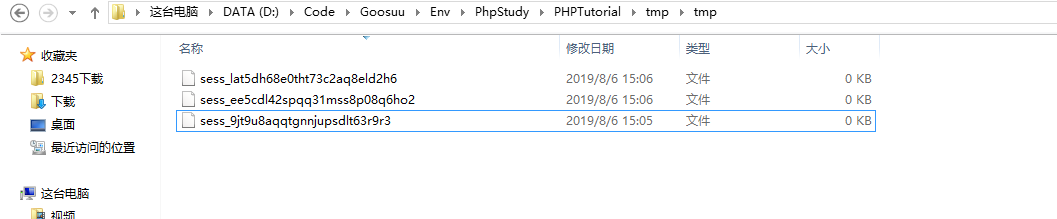 这台电脑 DATA (D:) Code Goosuu Env PhpStudy PHPTutorial tmp tmp
收藏夹
2345下载
下载
桌面
最近访问的位置
这台电脑
视频
名称 修改日期 类型 大小
sess_lat5dh68e0tht73c2aq8eld2h6 2019/8/6 15:06 文件 0 KB
sess_ee5cdl42spqq31mss8p08q6ho2 2019/8/6 15:06 文件 0 KB
sess_9jt9u8aqqtgnnjupsdlt63r9r3 2019/8/6 15:05 文件 0 KB